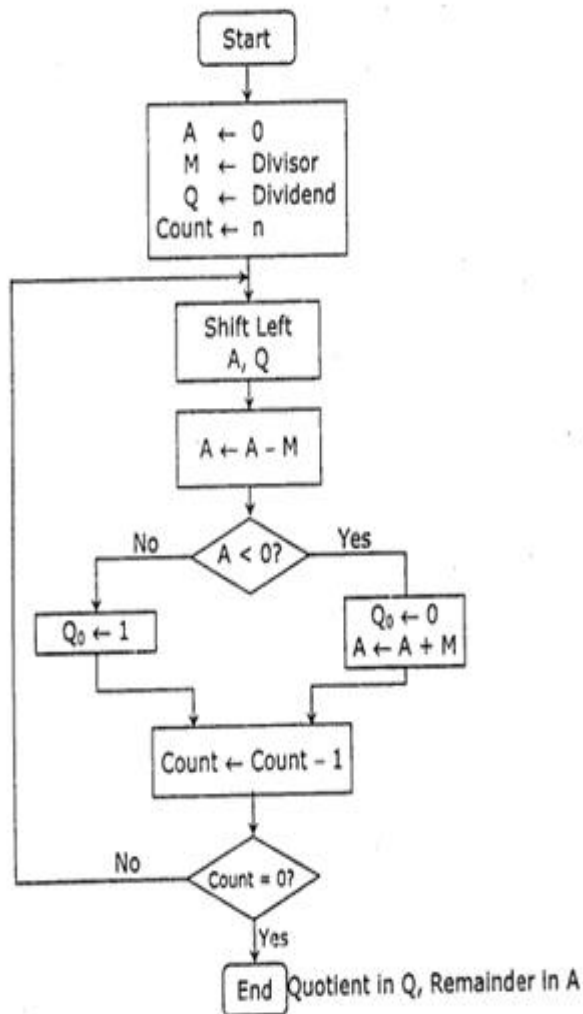 Start
A ← 0
M ← Divisor
Q ← Dividend
Count ← n
Shift Left
A, Q
A ← A – M
No
A < 0?
Yes
Q₀ ← 1
Q₀ ← 0
A ← A + M
Count ← Count – 1
No
Count = 0?
Yes
End Quotient in Q, Remainder in A